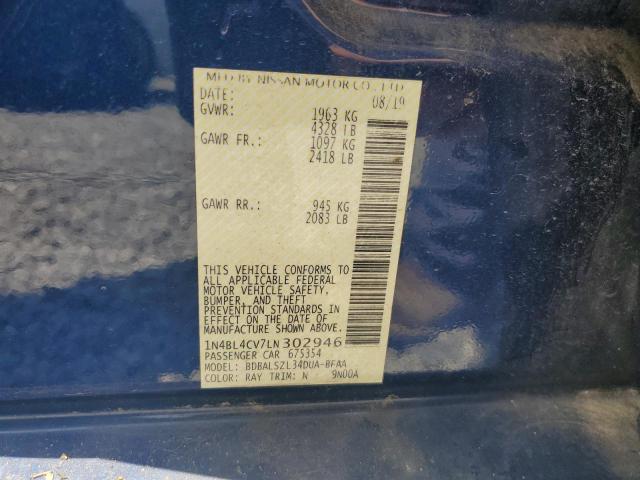 MFD BY NISSAN MOTOR CO., LTD.
DATE: 08/19
GVWR: 1963 KG
4328 LB
GAWR FR.: 1097 KG
2418 LB
GAWR RR.: 945 KG
2083 LB
THIS VEHICLE CONFORMS TO
ALL APPLICABLE FEDERAL
MOTOR VEHICLE SAFETY,
BUMPER, AND THEFT
PREVENTION STANDARDS IN
EFFECT ON THE DATE OF
MANUFACTURE SHOWN ABOVE.
1N4BL4CV7LN302946
PASSENGER CAR 675354
MODEL: BDBALSZL34DUA-BFAA
COLOR: RAY TRIM: N 9N00A